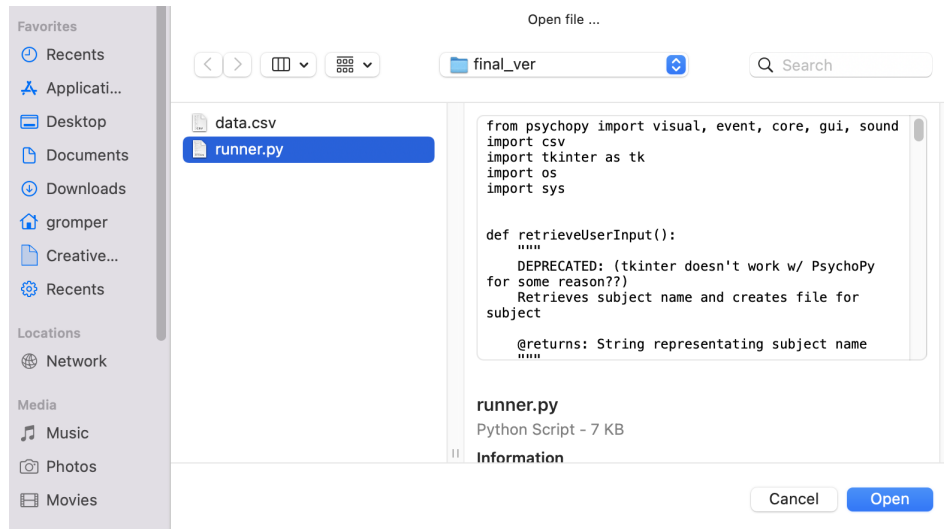 Open file ...
Favorites
Recents
Applicati...
Desktop
Documents
Downloads
gromper
Creative...
Recents
Locations
Network
Media
Music
Photos
Movies
final_ver
Search
data.csv
runner.py
from psychopy import visual, event, core, gui, sound
import csv
import tkinter as tk
import os
import sys
def retrieveUserInput():
"""
DEPRECATED: (tkinter doesn't work w/ PsychoPy
for some reason??)
Retrieves subject name and creates file for
subject
@returns: String representating subject name
"""
runner.py
Python Script - 7 KB
Information
Cancel
Open